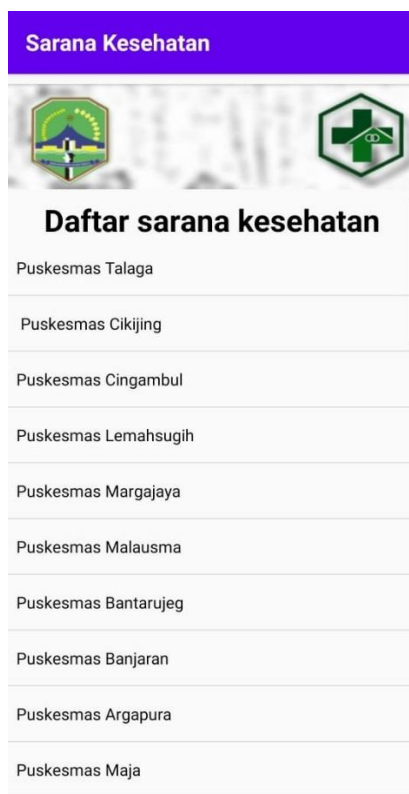 Sarana Kesehatan
Daftar sarana kesehatan
Puskesmas Talaga
Puskesmas Cikijing
Puskesmas Cingambul
Puskesmas Lemahsugih
Puskesmas Margajaya
Puskesmas Malausma
Puskesmas Bantarujeg
Puskesmas Banjaran
Puskesmas Argapura
Puskesmas Maja